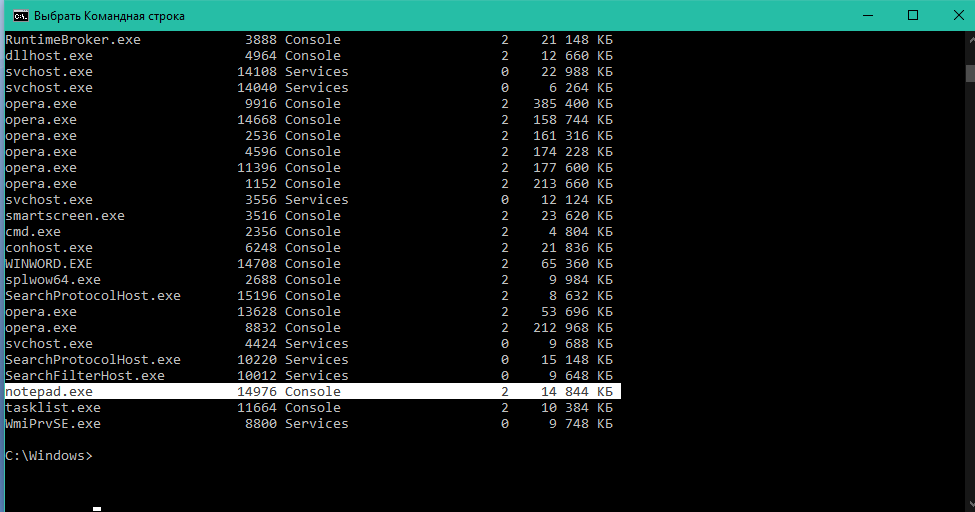 C:\. Выбрать Командная строка
RuntimeBroker.exe 3888 Console 2 21 148 КБ
dllhost.exe 4964 Console 2 12 660 КБ
svchost.exe 14108 Services 0 22 988 КБ
svchost.exe 14040 Services 0 6 264 КБ
opera.exe 9916 Console 2 385 400 КБ
opera.exe 14668 Console 2 158 744 КБ
opera.exe 2536 Console 2 161 316 КБ
opera.exe 4596 Console 2 174 228 КБ
opera.exe 11396 Console 2 177 600 КБ
opera.exe 1152 Console 2 213 660 КБ
svchost.exe 3556 Services 0 12 124 КБ
smartscreen.exe 3516 Console 2 23 620 КБ
cmd.exe 2356 Console 2 4 804 КБ
conhost.exe 6248 Console 2 21 836 КБ
WINWORD.EXE 14708 Console 2 65 360 КБ
splwow64.exe 2688 Console 2 9 984 КБ
SearchProtocolHost.exe 15196 Console 2 8 632 КБ
opera.exe 13628 Console 2 53 696 КБ
opera.exe 8832 Console 2 212 968 КБ
svchost.exe 4424 Services 0 9 688 КБ
SearchProtocolHost.exe 10220 Services 0 15 148 КБ
SearchFilterHost.exe 10012 Services 0 9 648 КБ
notepad.exe 14976 Console 2 14 844 КБ
tasklist.exe 11664 Console 2 10 384 КБ
WmiPrvSE.exe 8800 Services 0 9 748 КБ
C:\Windows>